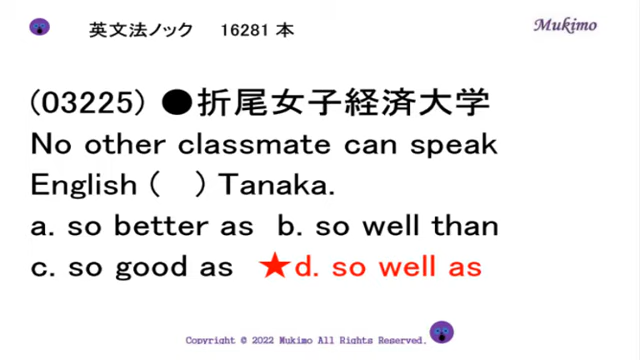 英文法ノック 16281 本
Mukimo
(03225) ●折尾女子経済大学
No other classmate can speak
English (  ) Tanaka.
a. so better as b. so well than
c. so good as ★d. so well as
Copyright © 2022 Mukimo All Rights Reserved.